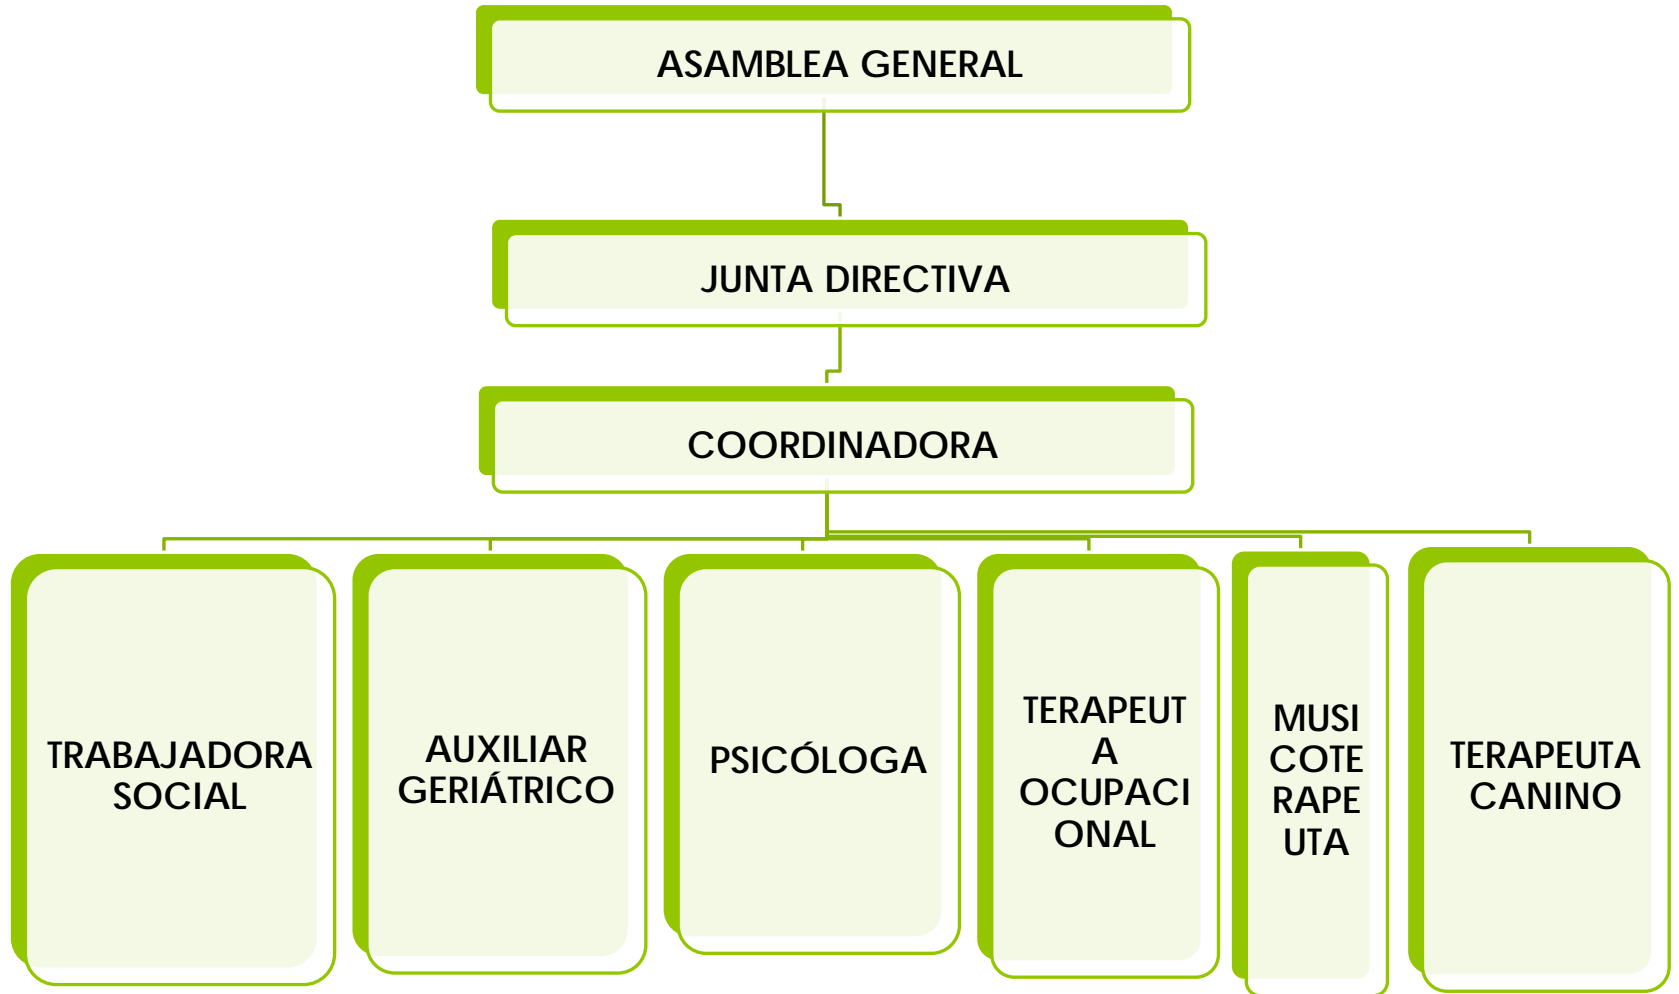 ASAMBLEA GENERAL
JUNTA DIRECTIVA
COORDINADORA
TRABAJADORA
SOCIAL
AUXILIAR
GERIÁTRICO
PSICÓLOGA
TERAPEUT
A
OCUPACI
ONAL
MUSI
COTE
RAPE
UTA
TERAPEUTA
CANINO